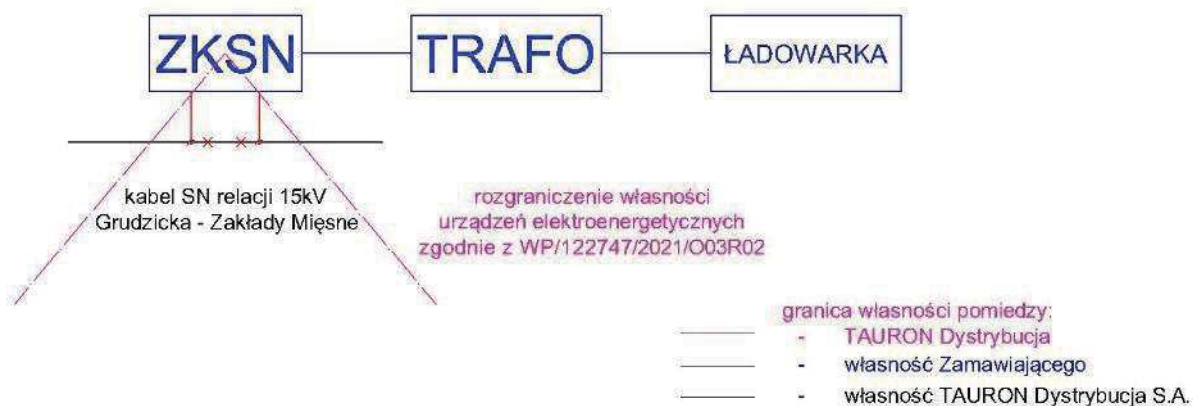 ZKSN
TRAFO
ŁADOWARKA
kabel SN relacji 15kV
Grudzicka - Zakłady Mięsne
rozgraniczenie własności
urządzeń elektroenergetycznych
zgodnie z WP/122747/2021/O03R02
granica własności pomiedzy:
- TAURON Dystrybucja
- własność Zamawiającego
- własność TAURON Dystrybucja S.A.